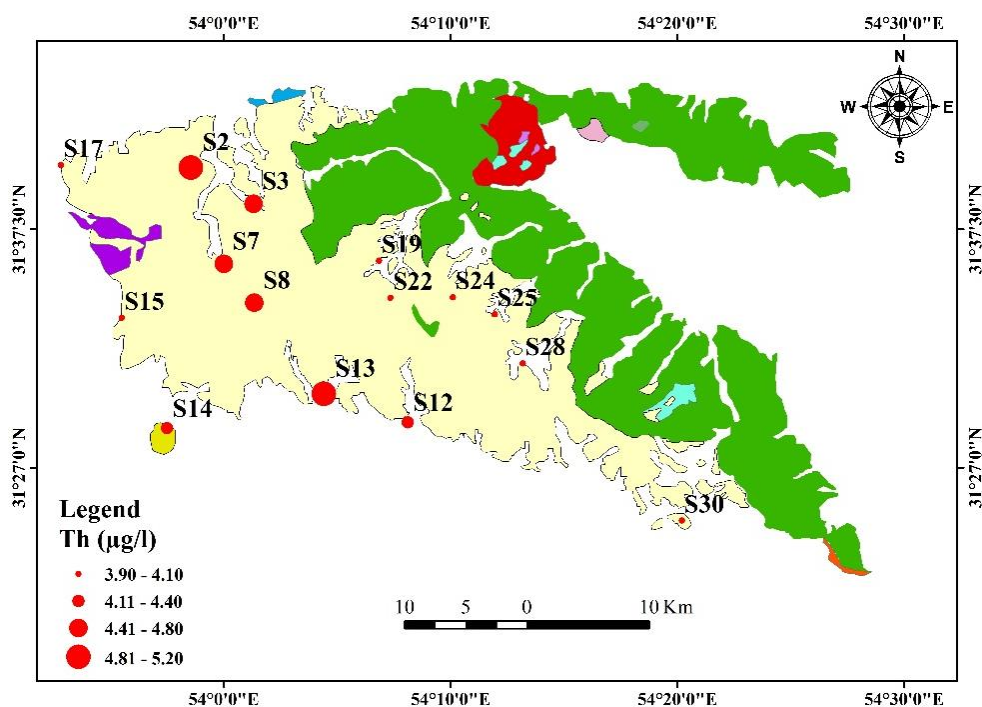 54°0'0"E 54°10'0"E 54°20'0"E 54°30'0"E
N
W E
S
S17
S2
S3
31°37'30"N 31°37'30"N
S7
S19
S8
S22
S24
S25
S15
S28
S13
S12
S14
31°27'0"N 31°27'0"N
S30
Legend
Th (µg/l)
3.90 - 4.10
4.11 - 4.40
4.41 - 4.80
4.81 - 5.20
10 5 0 10 Km
54°0'0"E 54°10'0"E 54°20'0"E 54°30'0"E